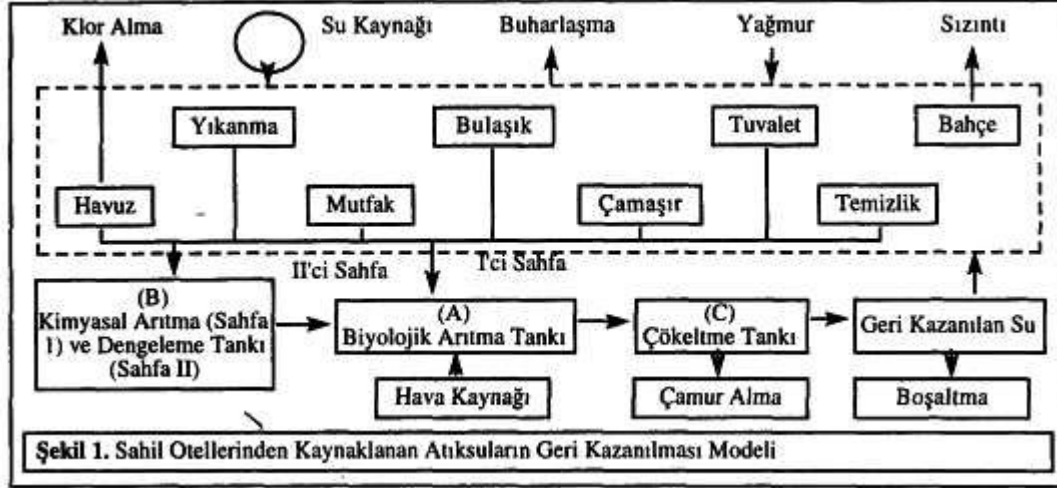 Klor Alma
Su Kaynağı
Buharlaşma
Yağmur
Sızıntı
Yıkanma
Bulaşık
Tuvalet
Bahçe
Havuz
Mutfak
Çamaşır
Temizlik
II'ci Sahfa
I'ci Sahfa
(B)
Kimyasal Arıtma (Sahfa
1) ve Dengeleme Tankı
(Sahfa II)
(A)
Biyolojik Arıtma Tankı
(C)
Çökeltme Tankı
Geri Kazanılan Su
Hava Kaynağı
Çamur Alma
Boşaltma
Şekil 1. Sahil Otellerinden Kaynaklanan Atıksuların Geri Kazanılması Modeli